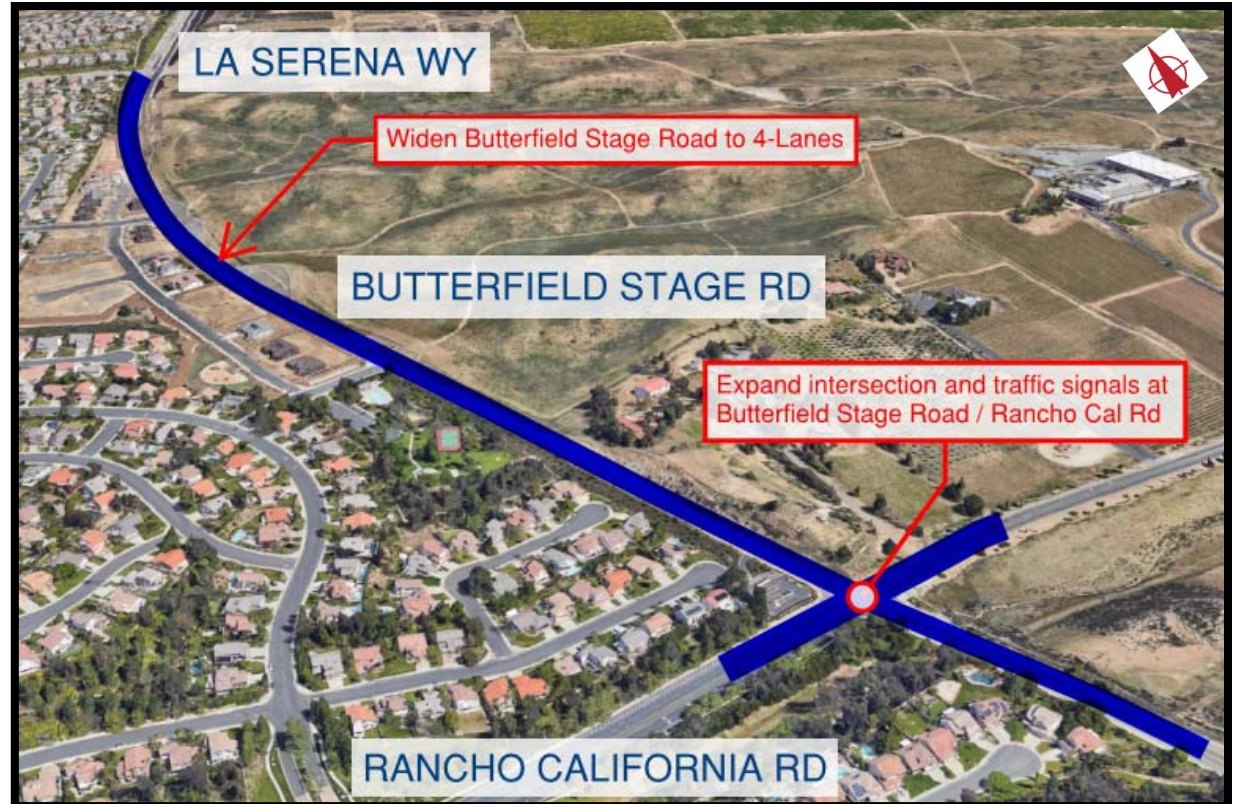 LA SERENA WY
Widen Butterfield Stage Road to 4-Lanes
BUTTERFIELD STAGE RD
Expand intersection and traffic signals at
Butterfield Stage Road / Rancho Cal Rd
RANCHO CALIFORNIA RD